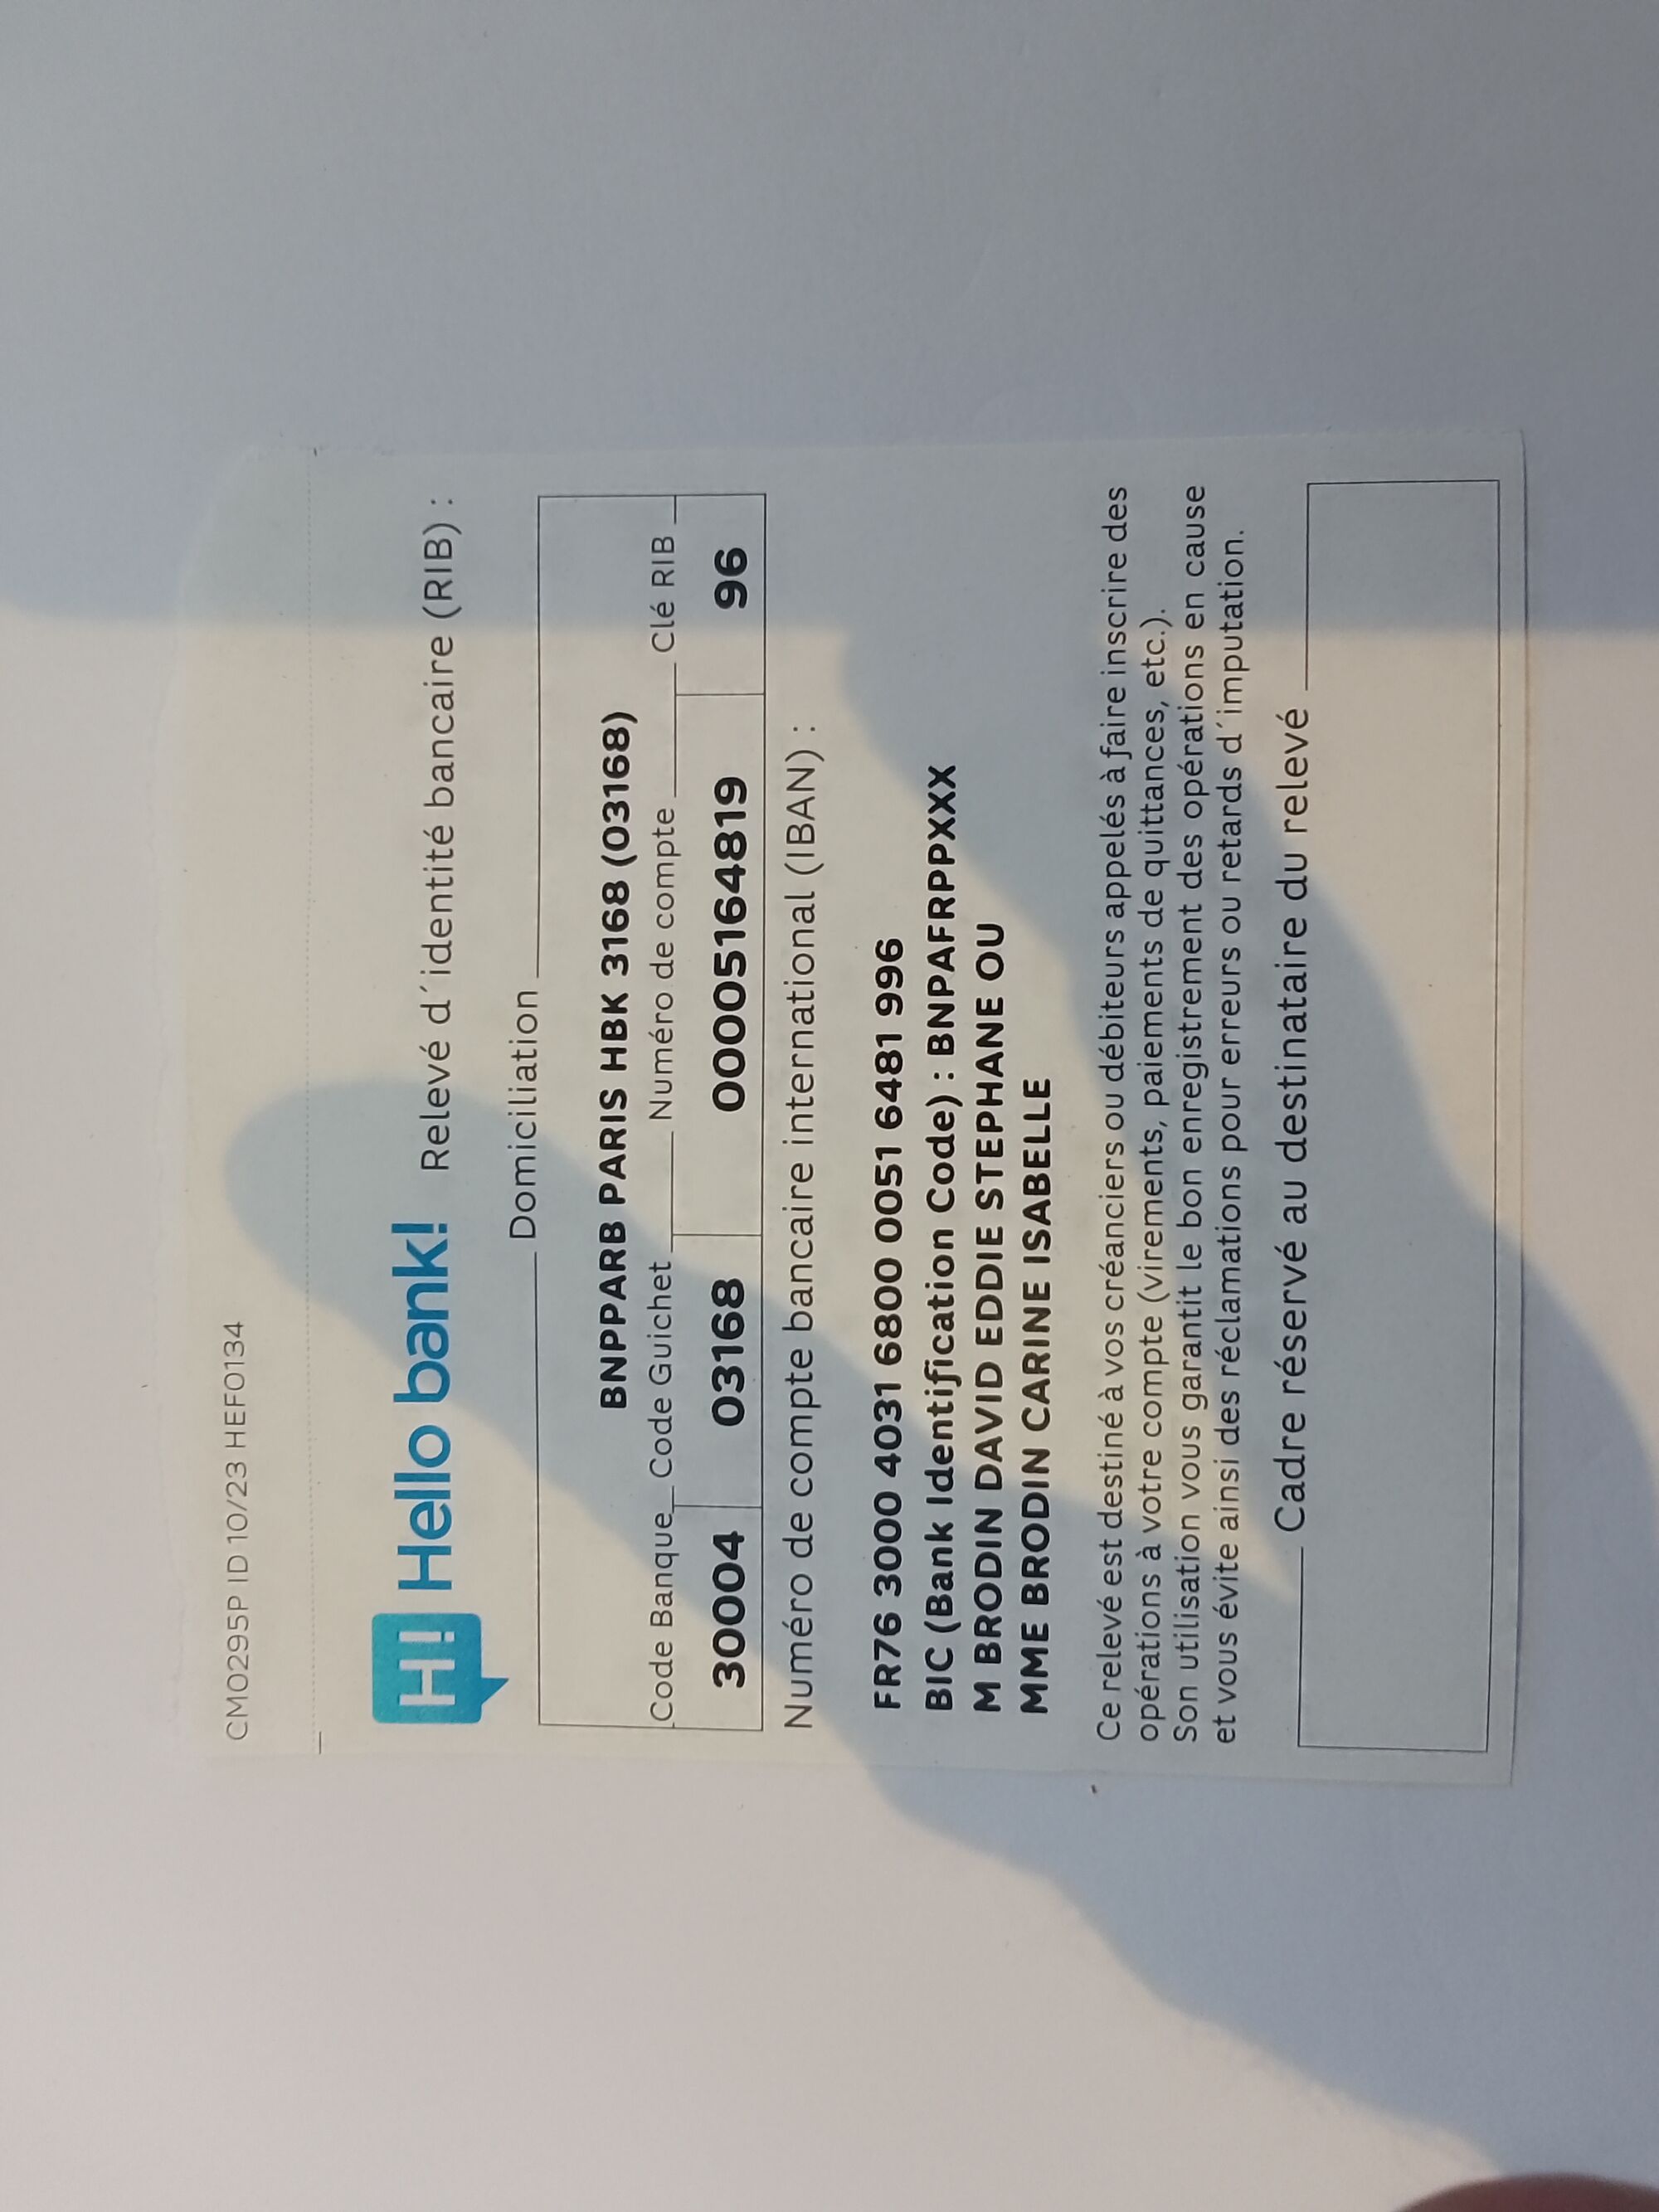 CM0295P ID 10/23 HEF0134
H! Hello bank! Relevé d´identité bancaire (RIB) :
Domiciliation
BNPPARB PARIS HBK 3168 (03168)
Code Banque Code Guichet Numéro de compte Clé RIB
30004 03168 00005164819 96
Numéro de compte bancaire international (IBAN) :
FR76 3000 4031 6800 0051 6481 996
BIC (Bank Identification Code) : BNPAFRPPXXX
M BRODIN DAVID EDDIE STEPHANE OU
MME BRODIN CARINE ISABELLE
Ce relevé est destiné à vos créanciers ou débiteurs appelés à faire inscrire des
opérations à votre compte (virements, paiements de quittances, etc.).
Son utilisation vous garantit le bon enregistrement des opérations en cause
et vous évite ainsi des réclamations pour erreurs ou retards d´imputation.
Cadre réservé au destinataire du relevé